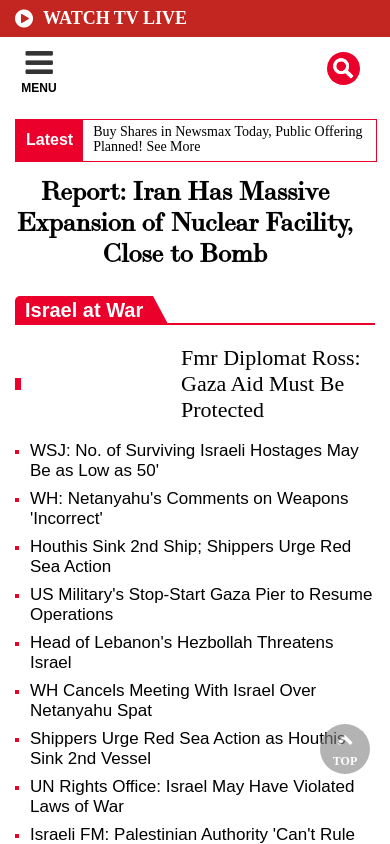 WATCH TV LIVE
MENU
Latest
Buy Shares in Newsmax Today, Public Offering
Planned! See More
Report: Iran Has Massive
Expansion of Nuclear Facility,
Close to Bomb
Israel at War
Fmr Diplomat Ross:
Gaza Aid Must Be
Protected
WSJ: No. of Surviving Israeli Hostages May
Be as Low as 50'
WH: Netanyahu's Comments on Weapons
'Incorrect'
Houthis Sink 2nd Ship; Shippers Urge Red
Sea Action
US Military's Stop-Start Gaza Pier to Resume
Operations
Head of Lebanon's Hezbollah Threatens
Israel
WH Cancels Meeting With Israel Over
Netanyahu Spat
Shippers Urge Red Sea Action as Houthis
Sink 2nd Vessel
TOP
UN Rights Office: Israel May Have Violated
Laws of War
Israeli FM: Palestinian Authority 'Can't Rule